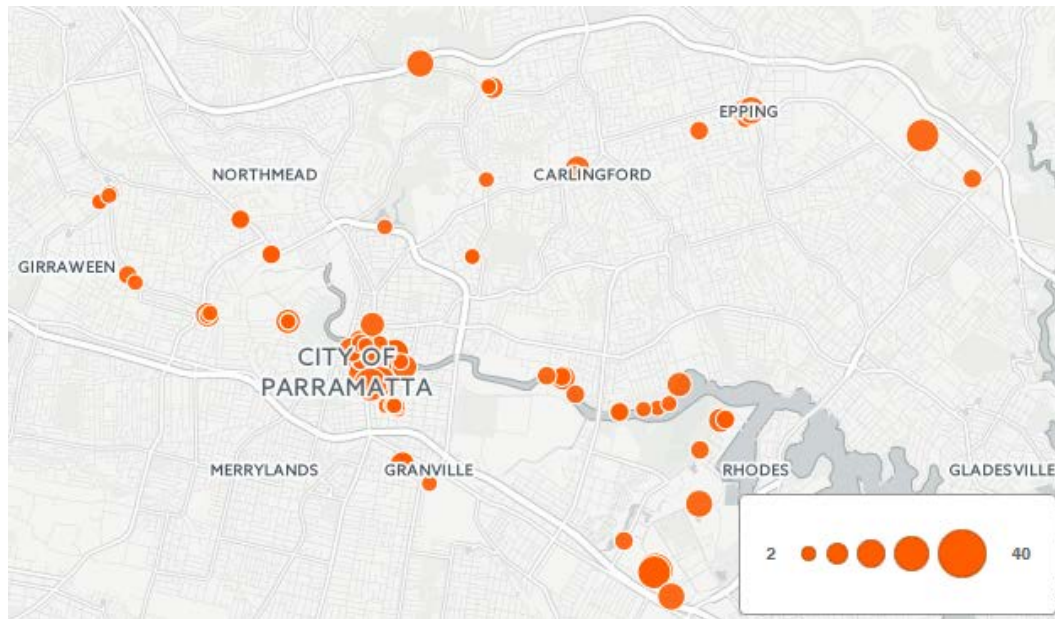 EPPING
NORTHMEAD
CARLINGFORD
GIRRAWEEN
CITY OF
PARRAMATTA
MERRYLANDS
GRANVILLE
RHODES
GLADESVILLE
2
40